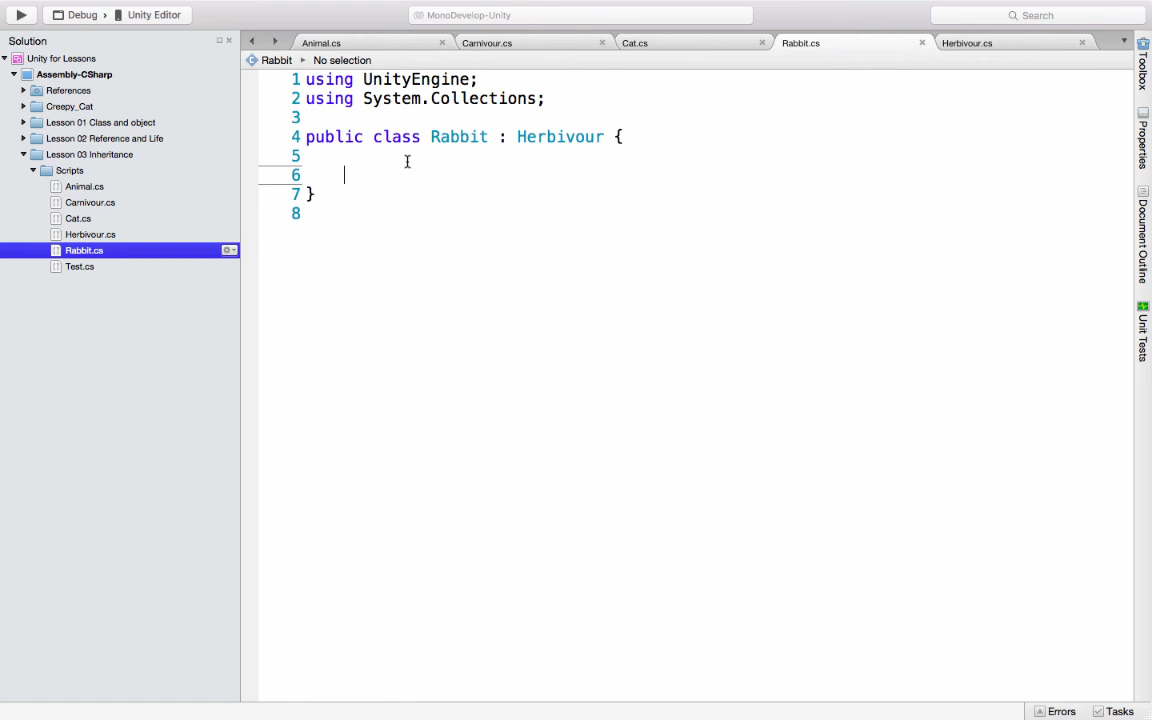 Debug › Unity Editor
MonoDevelop-Unity
Search
Solution
Unity for Lessons
Assembly-CSharp
References
Creepy_Cat
Lesson 01 Class and object
Lesson 02 Reference and Life
Lesson 03 Inheritance
Scripts
Animal.cs
Carnivour.cs
Cat.cs
Herbivour.cs
Rabbit.cs
Test.cs
Animal.cs Carnivour.cs Cat.cs Rabbit.cs Herbivour.cs
Rabbit ▸ No selection
1 using UnityEngine;
2 using System.Collections;
3
4 public class Rabbit : Herbivour {
5
6
7 }
8
Toolbox
Properties
Document Outline
Unit Tests
Errors Tasks